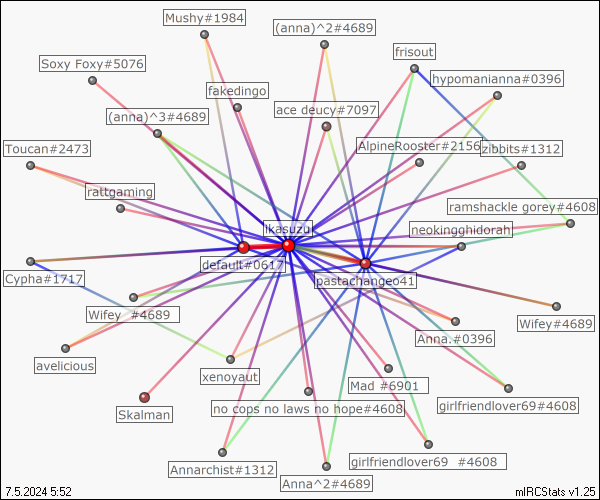 Mushy#1984
(anna)^2#4689
frisout
Soxy Foxy#5076
hypomanianna#0396
fakedingo
ace deucy#7097
(anna)^3#4689
AlpineRooster#2156
zibbits#1312
Toucan#2473
rattgaming
ramshackle gorey#4608
ikasuzu
neokingghidorah
default#0617
Cypha#1717
pastachangeo41
Wifey #4689
Wifey#4689
Anna.#0396
avelicious
xenoyaut
Mad #6901
Skalman
no cops no laws no hope#4608
girlfriendlover69#4608
Annarchist#1312
girlfriendlover69 #4608
Anna^2#4689
7.5.2024 5:52
mIRCStats v1.25